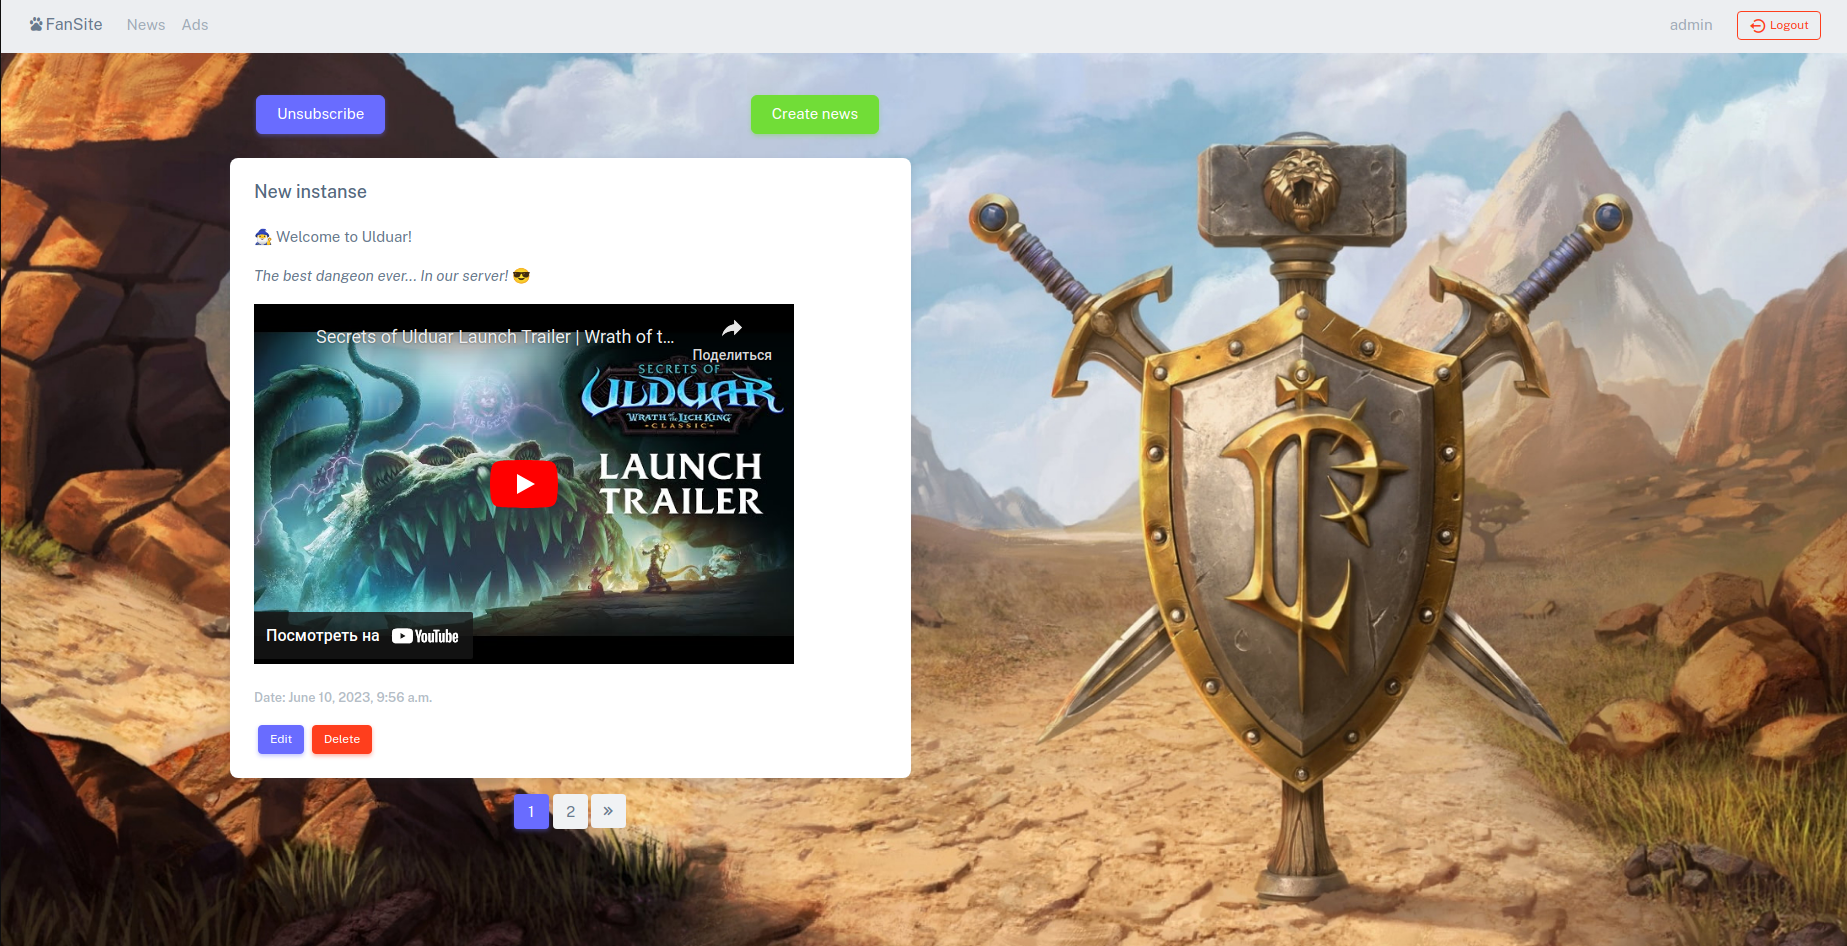 FanSite News Ads admin Logout
Unsubscribe Create news
New instanse
🧙‍♂️ Welcome to Ulduar!
The best dangeon ever... In our server! 😎
Secrets of Ulduar Launch Trailer | Wrath of t...
Поделиться
SECRETS OF
ULDUAR
WRATH OF THE LICH KING
-CLASSIC-
LAUNCH
TRAILER
Посмотреть на YouTube
Date: June 10, 2023, 9:56 a.m.
Edit Delete
1 2 »